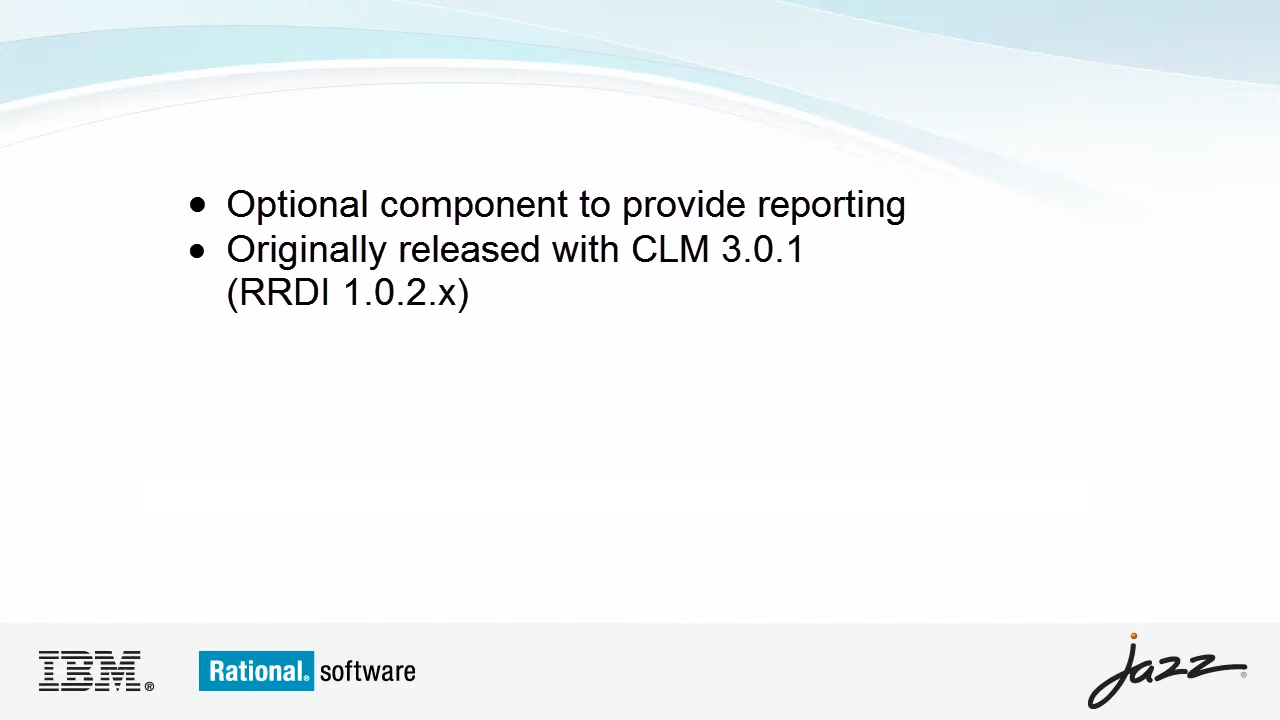 • Optional component to provide reporting
• Originally released with CLM 3.0.1
(RRDI 1.0.2.x)
IBM® Rational® software jazz®